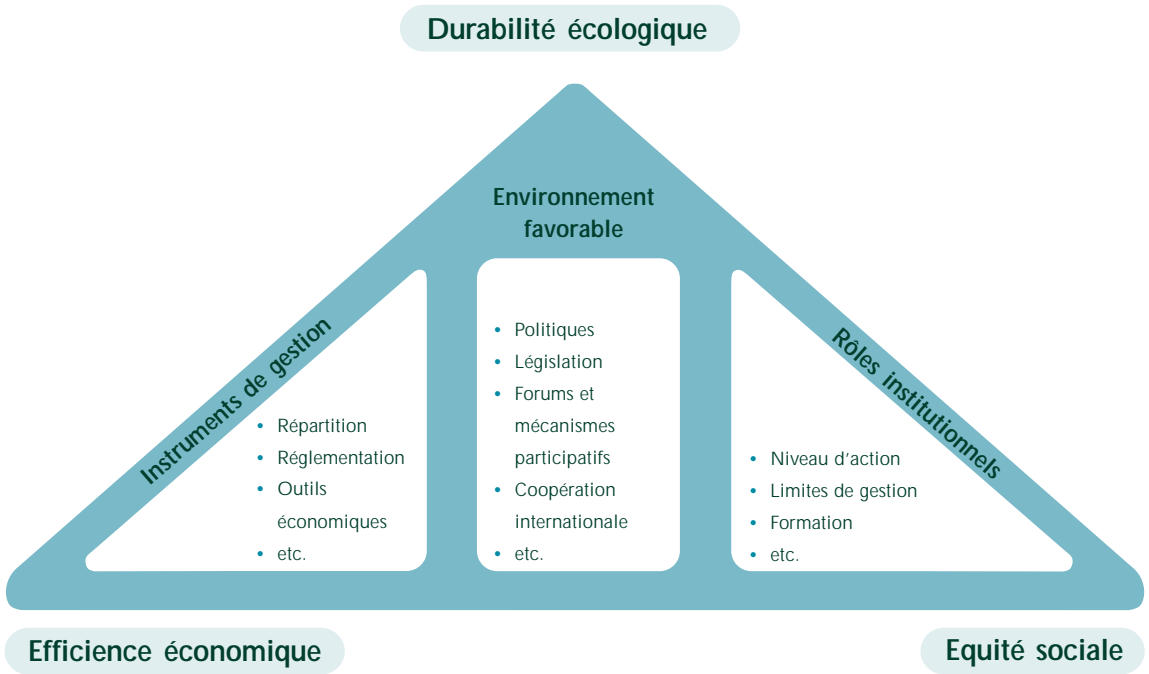 Durabilité écologique
Environnement
favorable
Instruments de gestion
• Répartition
• Réglementation
• Outils
économiques
• etc.
• Politiques
• Législation
• Forums et
mécanismes
participatifs
• Coopération
internationale
• etc.
Rôles institutionnels
• Niveau d'action
• Limites de gestion
• Formation
• etc.
Efficience économique
Equité sociale